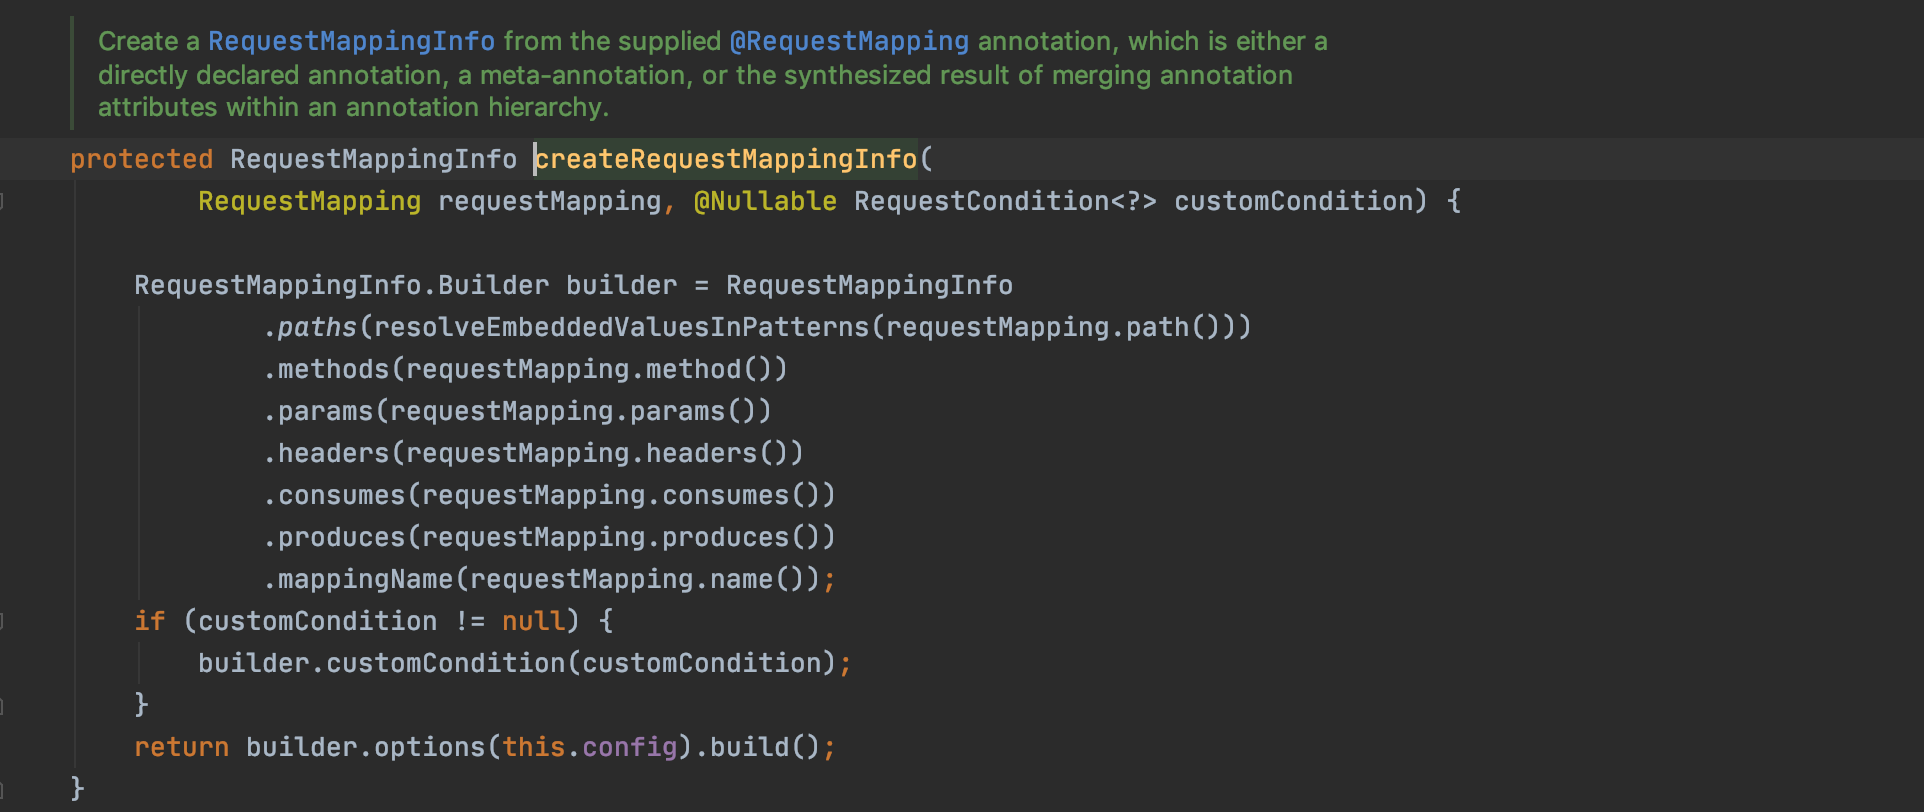 Create a RequestMappingInfo from the supplied @RequestMapping annotation, which is either a
directly declared annotation, a meta-annotation, or the synthesized result of merging annotation
attributes within an annotation hierarchy.
protected RequestMappingInfo createRequestMappingInfo(
        RequestMapping requestMapping, @Nullable RequestCondition<?> customCondition) {
    RequestMappingInfo.Builder builder = RequestMappingInfo
            .paths(resolveEmbeddedValuesInPatterns(requestMapping.path()))
            .methods(requestMapping.method())
            .params(requestMapping.params())
            .headers(requestMapping.headers())
            .consumes(requestMapping.consumes())
            .produces(requestMapping.produces())
            .mappingName(requestMapping.name());
    if (customCondition != null) {
        builder.customCondition(customCondition);
    }
    return builder.options(this.config).build();
}